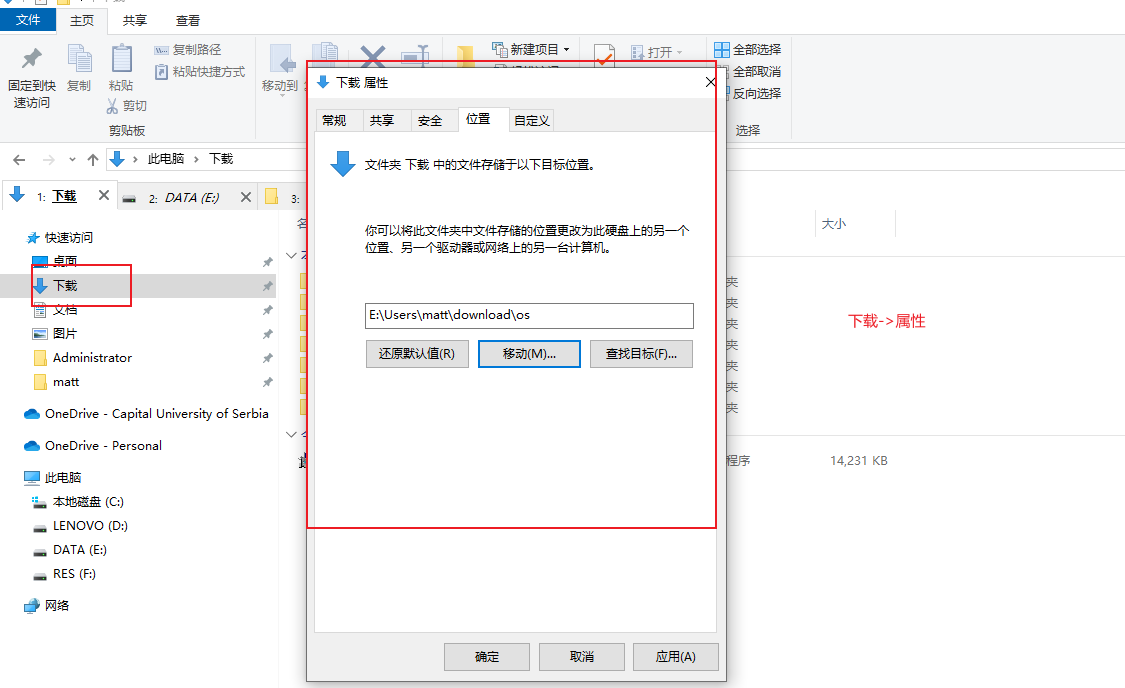 文件 主页 共享 查看
固定到快
速访问
复制
粘贴
复制路径
粘贴快捷方式
剪切
剪贴板
移动到
新建项目
打开
全部选择
全部取消
反向选择
选择
此电脑 › 下载
1: 下载
2: DATA (E:)
3:
快速访问
桌面
下载
文档
图片
Administrator
matt
OneDrive - Capital University of Serbia
OneDrive - Personal
此电脑
本地磁盘 (C:)
LENOVO (D:)
DATA (E:)
RES (F:)
网络
下载 属性
常规 共享 安全 位置 自定义
文件夹 下载 中的文件存储于以下目标位置。
你可以将此文件夹中文件存储的位置更改为此硬盘上的另一个
位置、另一个驱动器或网络上的另一台计算机。
E:\Users\matt\download\os
还原默认值(R) 移动(M)... 查找目标(F)...
确定 取消 应用(A)
大小
夹
夹
夹
夹
夹
夹
夹
程序 14,231 KB
下载->属性